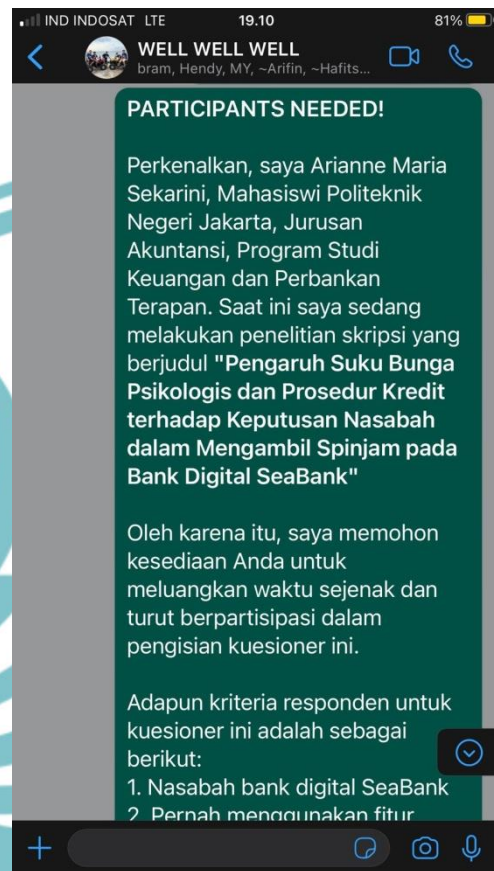 IND INDOSAT LTE 19.10 81%
WELL WELL WELL
bram, Hendy, MY, ~Arifin, ~Hafits...
PARTICIPANTS NEEDED!
Perkenalkan, saya Arianne Maria
Sekarini, Mahasiswi Politeknik
Negeri Jakarta, Jurusan
Akuntansi, Program Studi
Keuangan dan Perbankan
Terapan. Saat ini saya sedang
melakukan penelitian skripsi yang
berjudul "Pengaruh Suku Bunga
Psikologis dan Prosedur Kredit
terhadap Keputusan Nasabah
dalam Mengambil Spinjam pada
Bank Digital SeaBank"
Oleh karena itu, saya memohon
kesediaan Anda untuk
meluangkan waktu sejenak dan
turut berpartisipasi dalam
pengisian kuesioner ini.
Adapun kriteria responden untuk
kuesioner ini adalah sebagai
berikut:
1. Nasabah bank digital SeaBank
2. Pernah menggunakan fitur